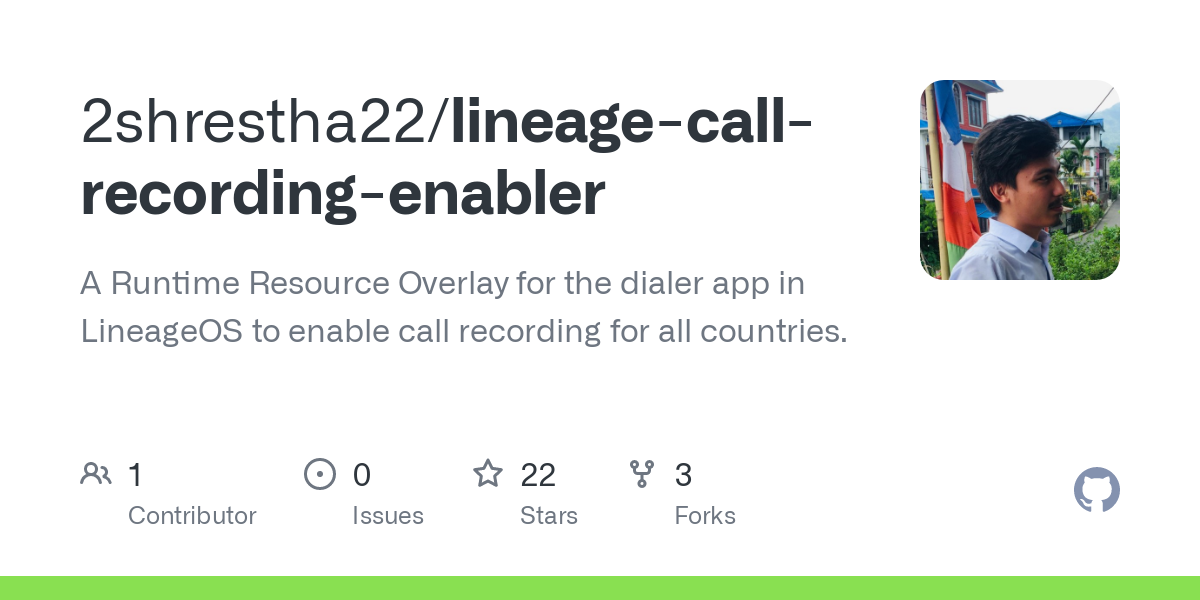 2shrestha22/lineage-call-
recording-enabler
A Runtime Resource Overlay for the dialer app in
LineageOS to enable call recording for all countries.
1 0 22 3
Contributor Issues Stars Forks